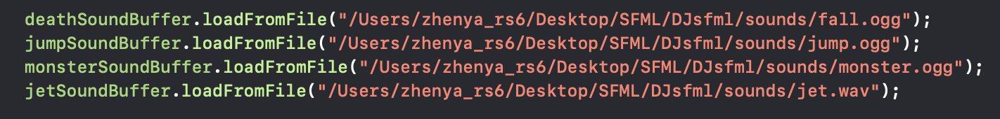 deathSoundBuffer.loadFromFile("/Users/zhenya_rs6/Desktop/SFML/DJsfml/sounds/fall.ogg");
jumpSoundBuffer.loadFromFile("/Users/zhenya_rs6/Desktop/SFML/DJsfml/sounds/jump.ogg");
monsterSoundBuffer.loadFromFile("/Users/zhenya_rs6/Desktop/SFML/DJsfml/sounds/monster.ogg");
jetSoundBuffer.loadFromFile("/Users/zhenya_rs6/Desktop/SFML/DJsfml/sounds/jet.wav");